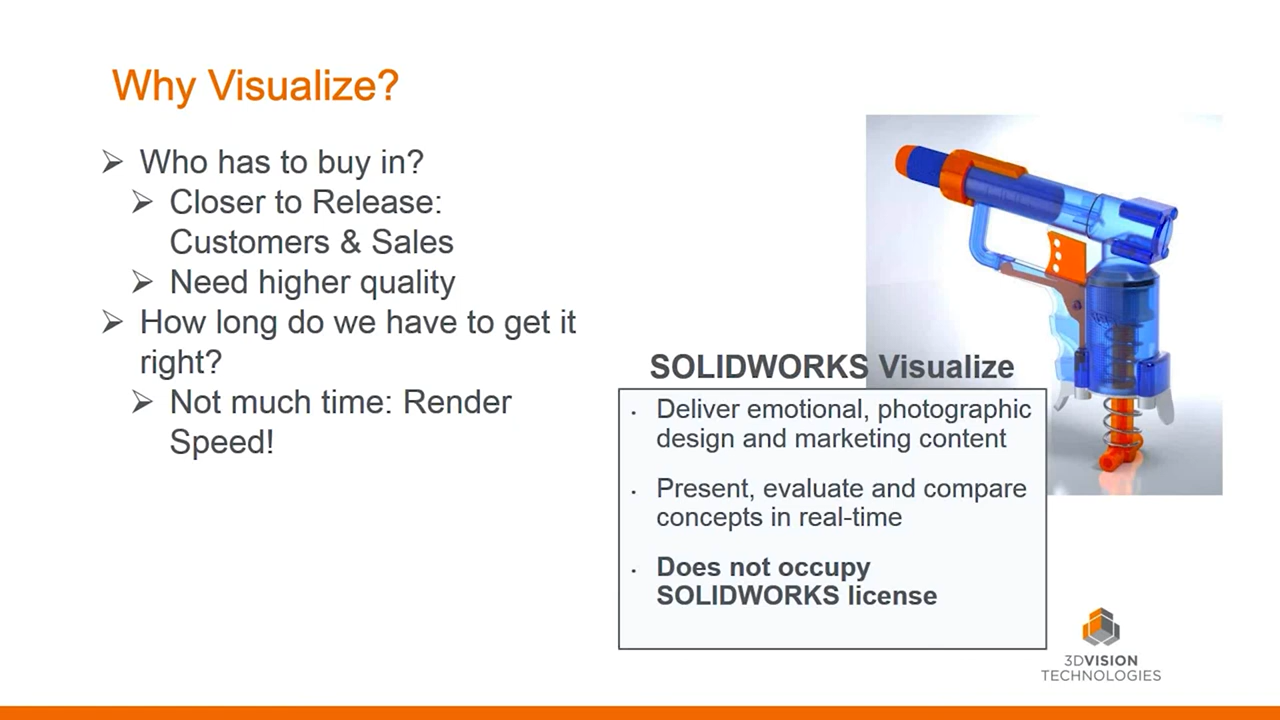 Why Visualize?
Who has to buy in?
Closer to Release:
Customers & Sales
Need higher quality
How long do we have to get it
right?
Not much time: Render
Speed!
SOLIDWORKS Visualize
Deliver emotional, photographic
design and marketing content
Present, evaluate and compare
concepts in real-time
Does not occupy
SOLIDWORKS license
3DVISION
TECHNOLOGIES